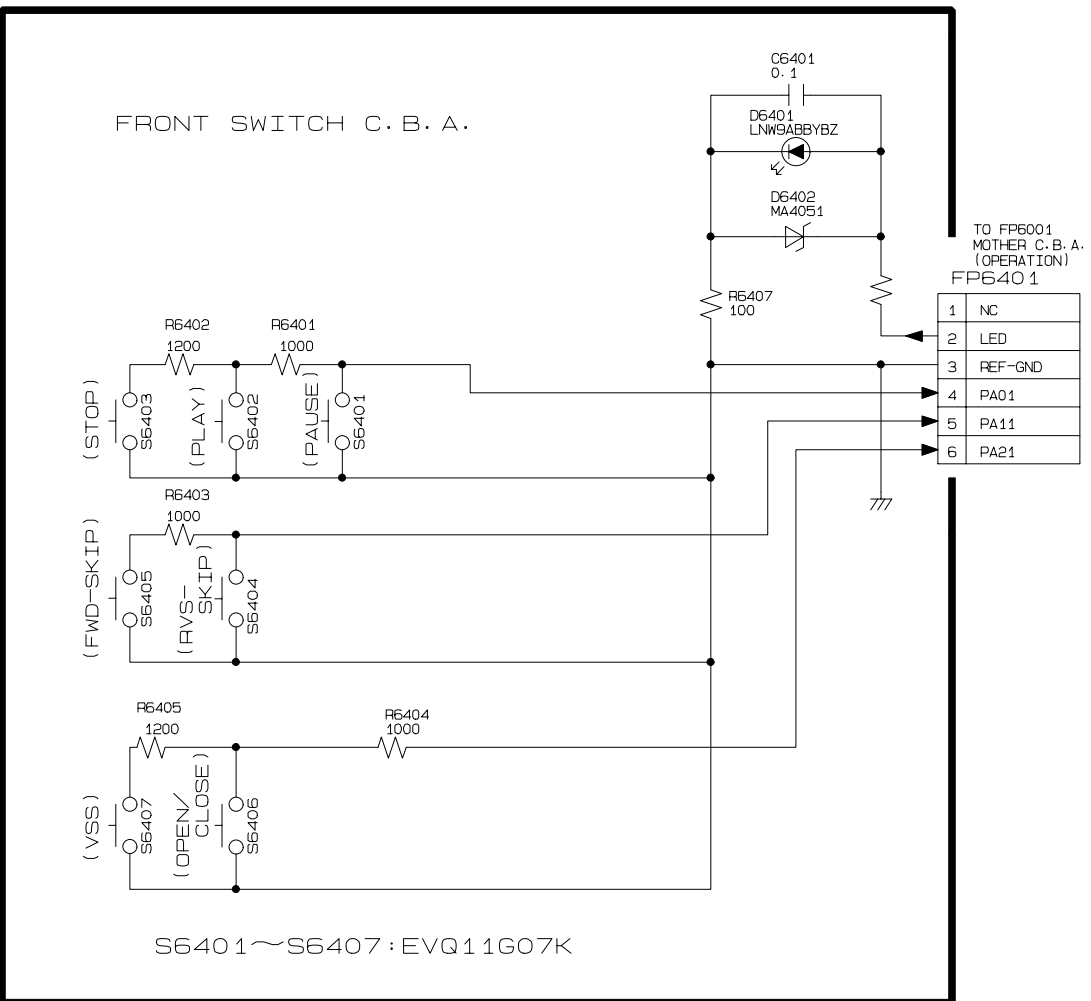 FRONT SWITCH C.B.A.
C6401
0.1
D6401
LNW9ABBYBZ
D6402
MA4051
R6407
100
TO FP6001
MOTHER C.B.A.
(OPERATION)
FP6401
1 NC
2 LED
3 REF-GND
4 PA01
5 PA11
6 PA21
R6402
1200
R6401
1000
(STOP)
S6403
(PLAY)
S6402
(PAUSE)
S6401
R6403
1000
(FWD-SKIP)
S6405
(RVS-
SKIP)
S6404
R6405
1200
R6404
1000
(VSS)
S6407
(OPEN/
CLOSE)
S6406
S6401~S6407:EVQ11G07K